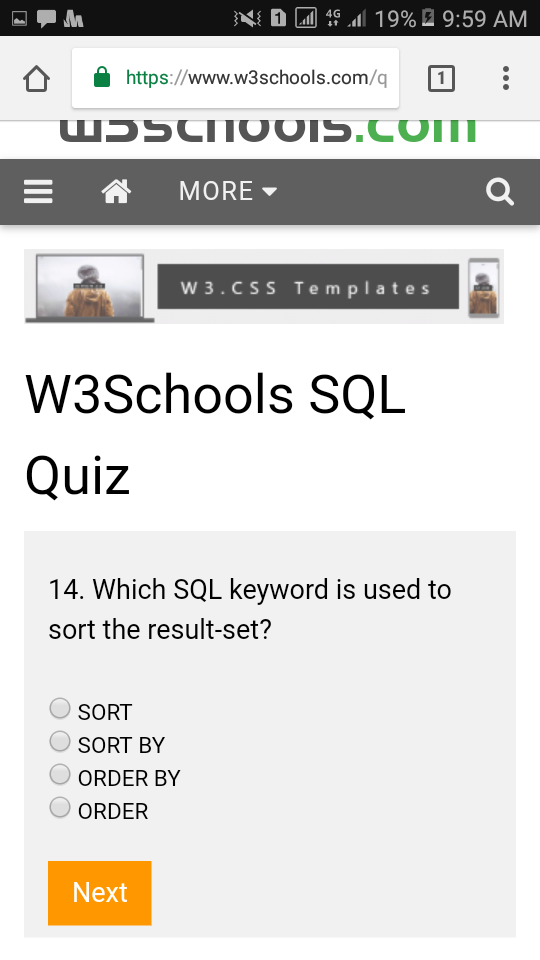 1 4G 19% 9:59 AM
https://www.w3schools.com/q 1
w3schools.com
MORE
W3.CSS Templates
W3Schools SQL
Quiz
14. Which SQL keyword is used to
sort the result-set?
SORT
SORT BY
ORDER BY
ORDER
Next